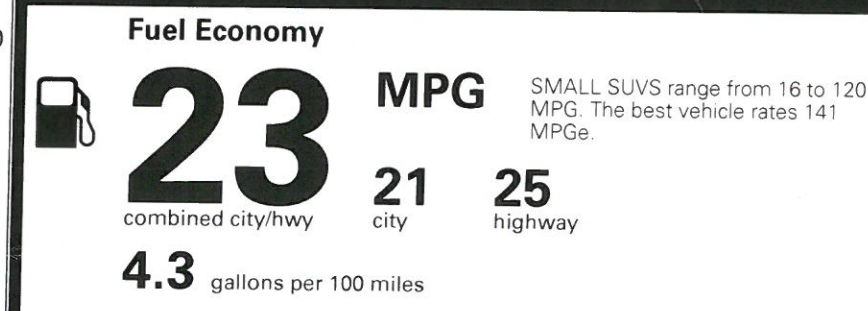 Fuel Economy
23
MPG
SMALL SUVS range from 16 to 120
MPG. The best vehicle rates 141
MPGe.
21
25
combined city/hwy
city
highway
4.3 gallons per 100 miles